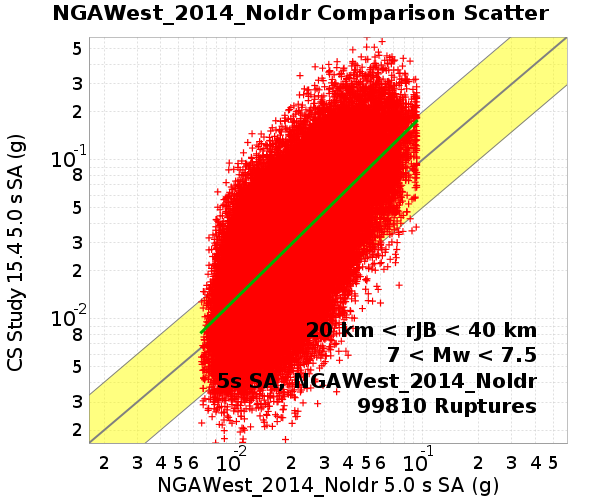 NGAWest_2014_NoIdr Comparison Scatter
CS Study 15.4 5.0 s SA (g)
5
3
2
10-1
8
5
3
2
10-2
8
5
3
2
20 km < rJB < 40 km
7 < Mw < 7.5
5s SA, NGAWest_2014_NoIdr
99810 Ruptures
2 3 4 5 6 10-2 2 3 4 5 6 10-1 2 3 4 5
NGAWest_2014_NoIdr 5.0 s SA (g)